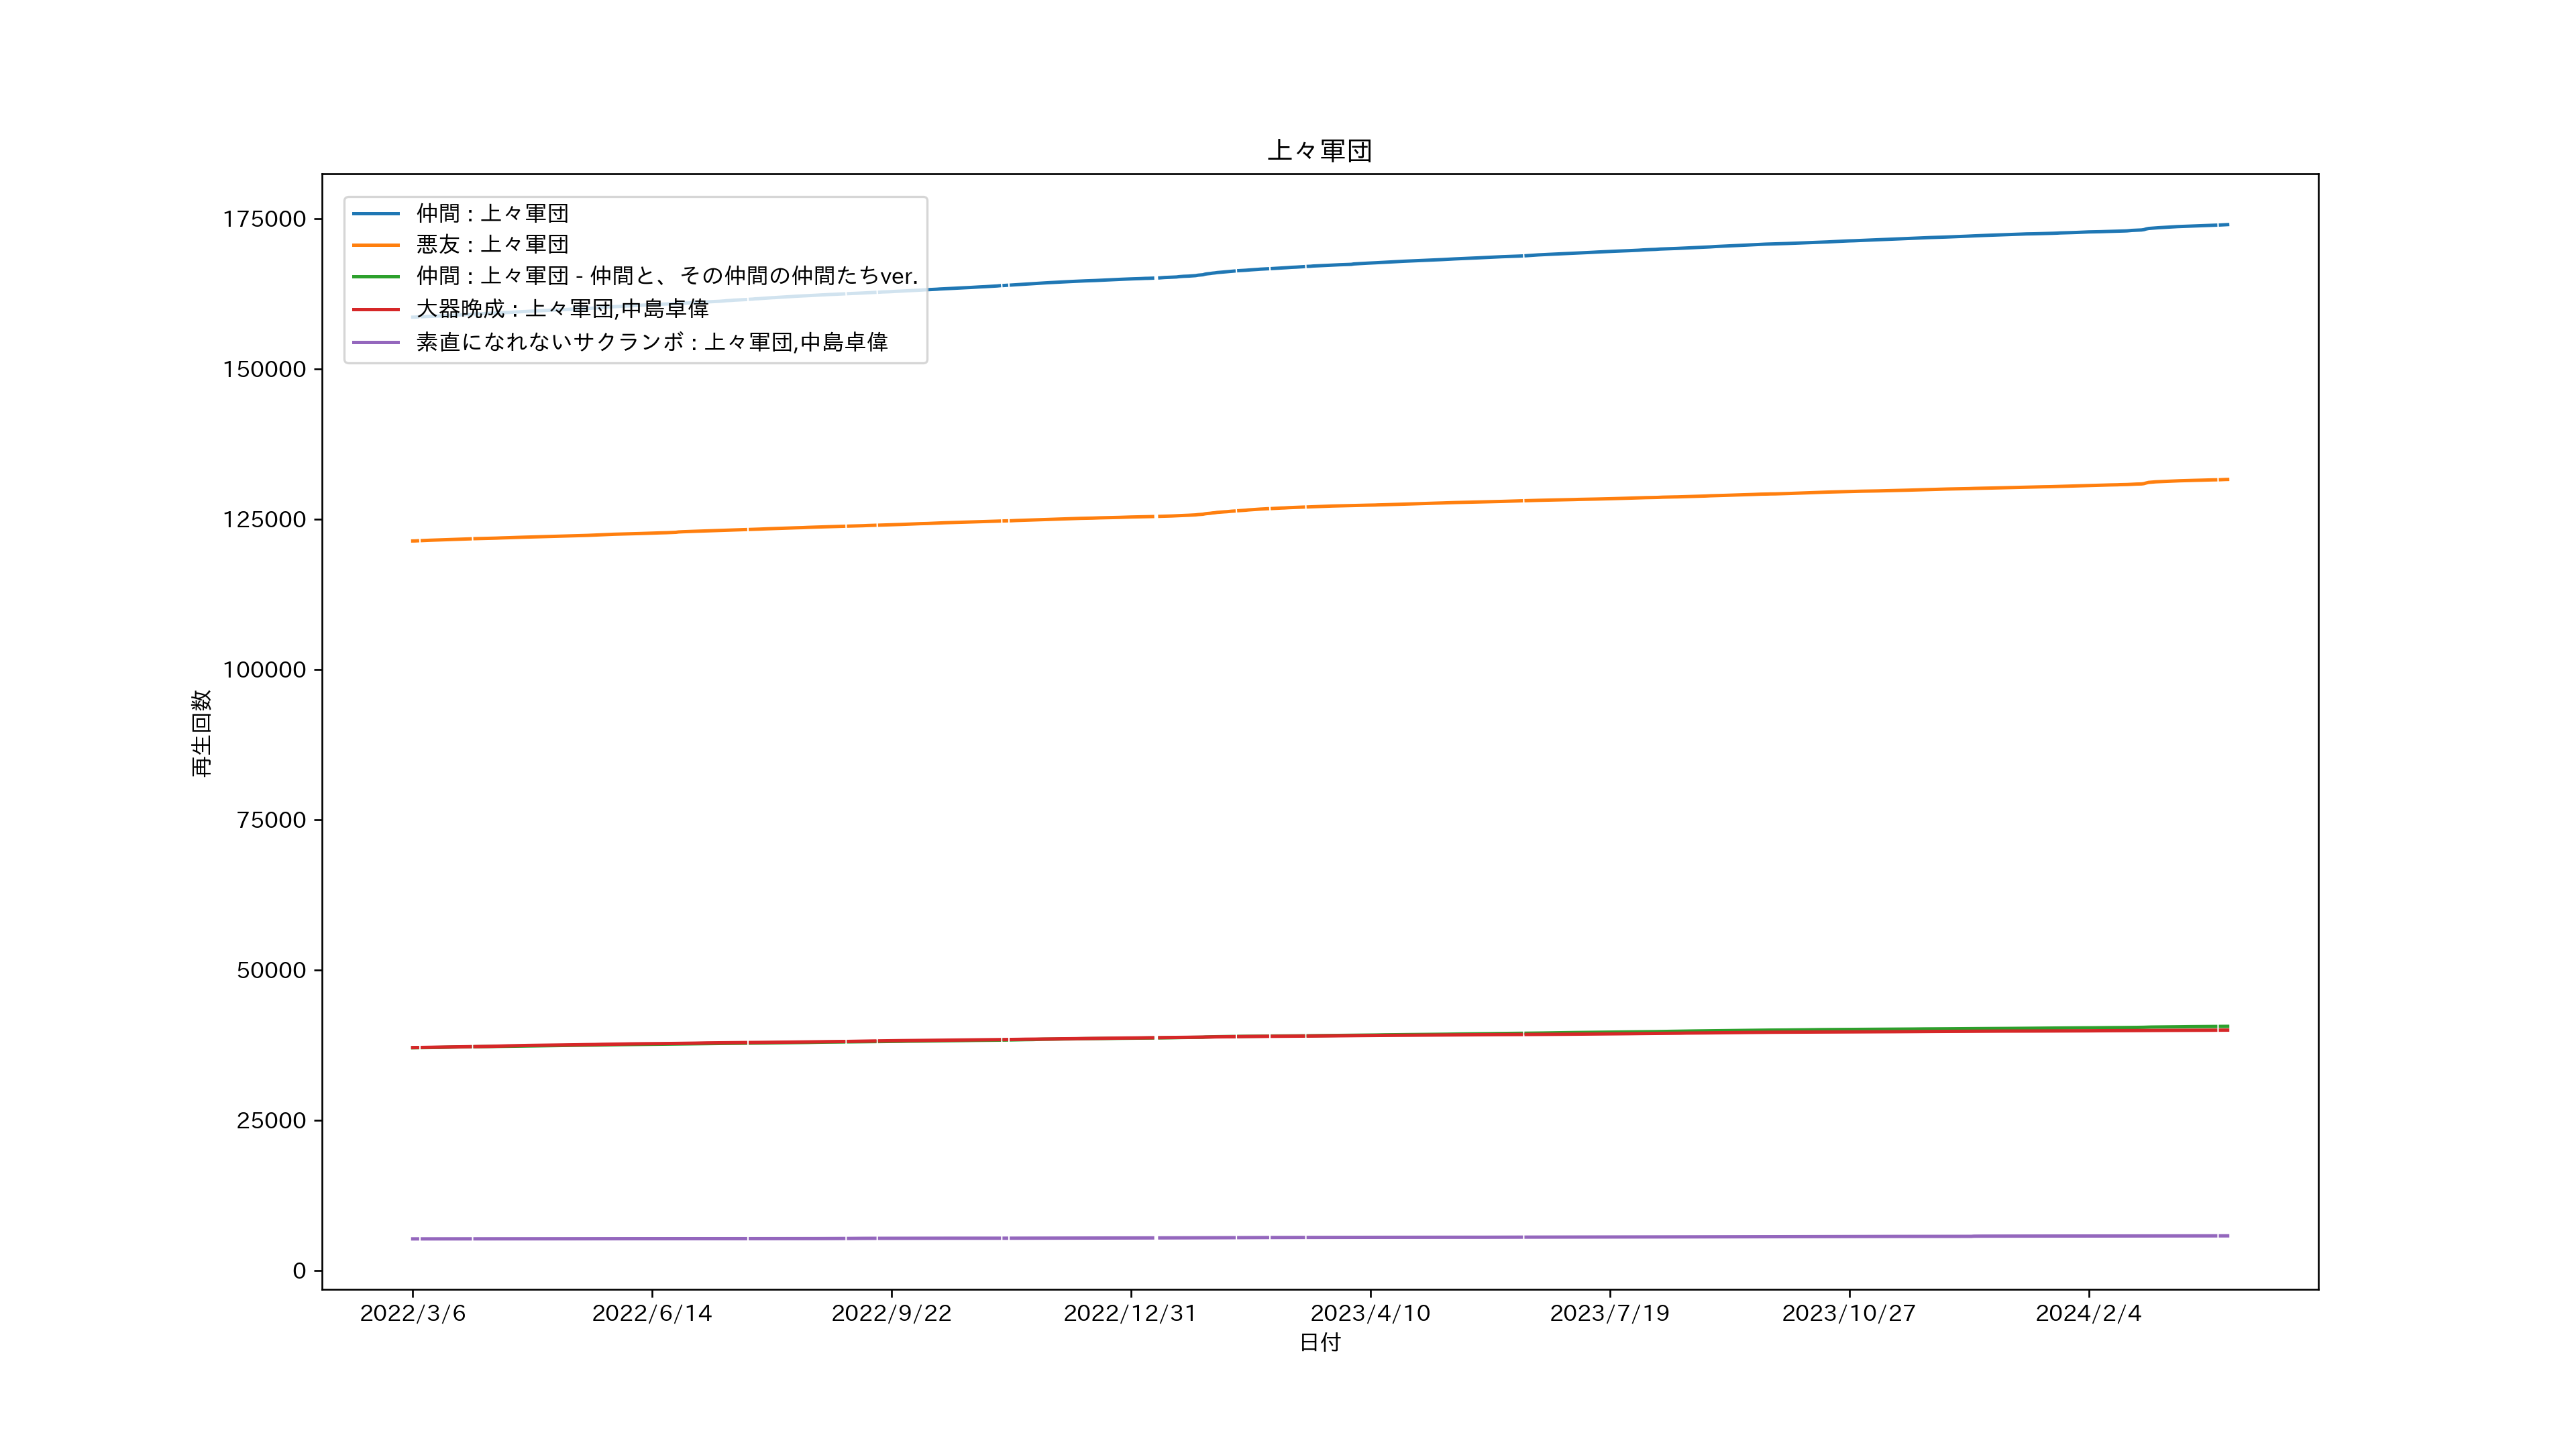 上々軍団
仲間 : 上々軍団
悪友 : 上々軍団
仲間 : 上々軍団 - 仲間と、その仲間の仲間たちver.
大器晩成 : 上々軍団,中島卓偉
素直になれないサクランボ : 上々軍団,中島卓偉
175000
150000
125000
100000
75000
50000
25000
0
再生回数
2022/3/6 2022/6/14 2022/9/22 2022/12/31 2023/4/10 2023/7/19 2023/10/27 2024/2/4
日付